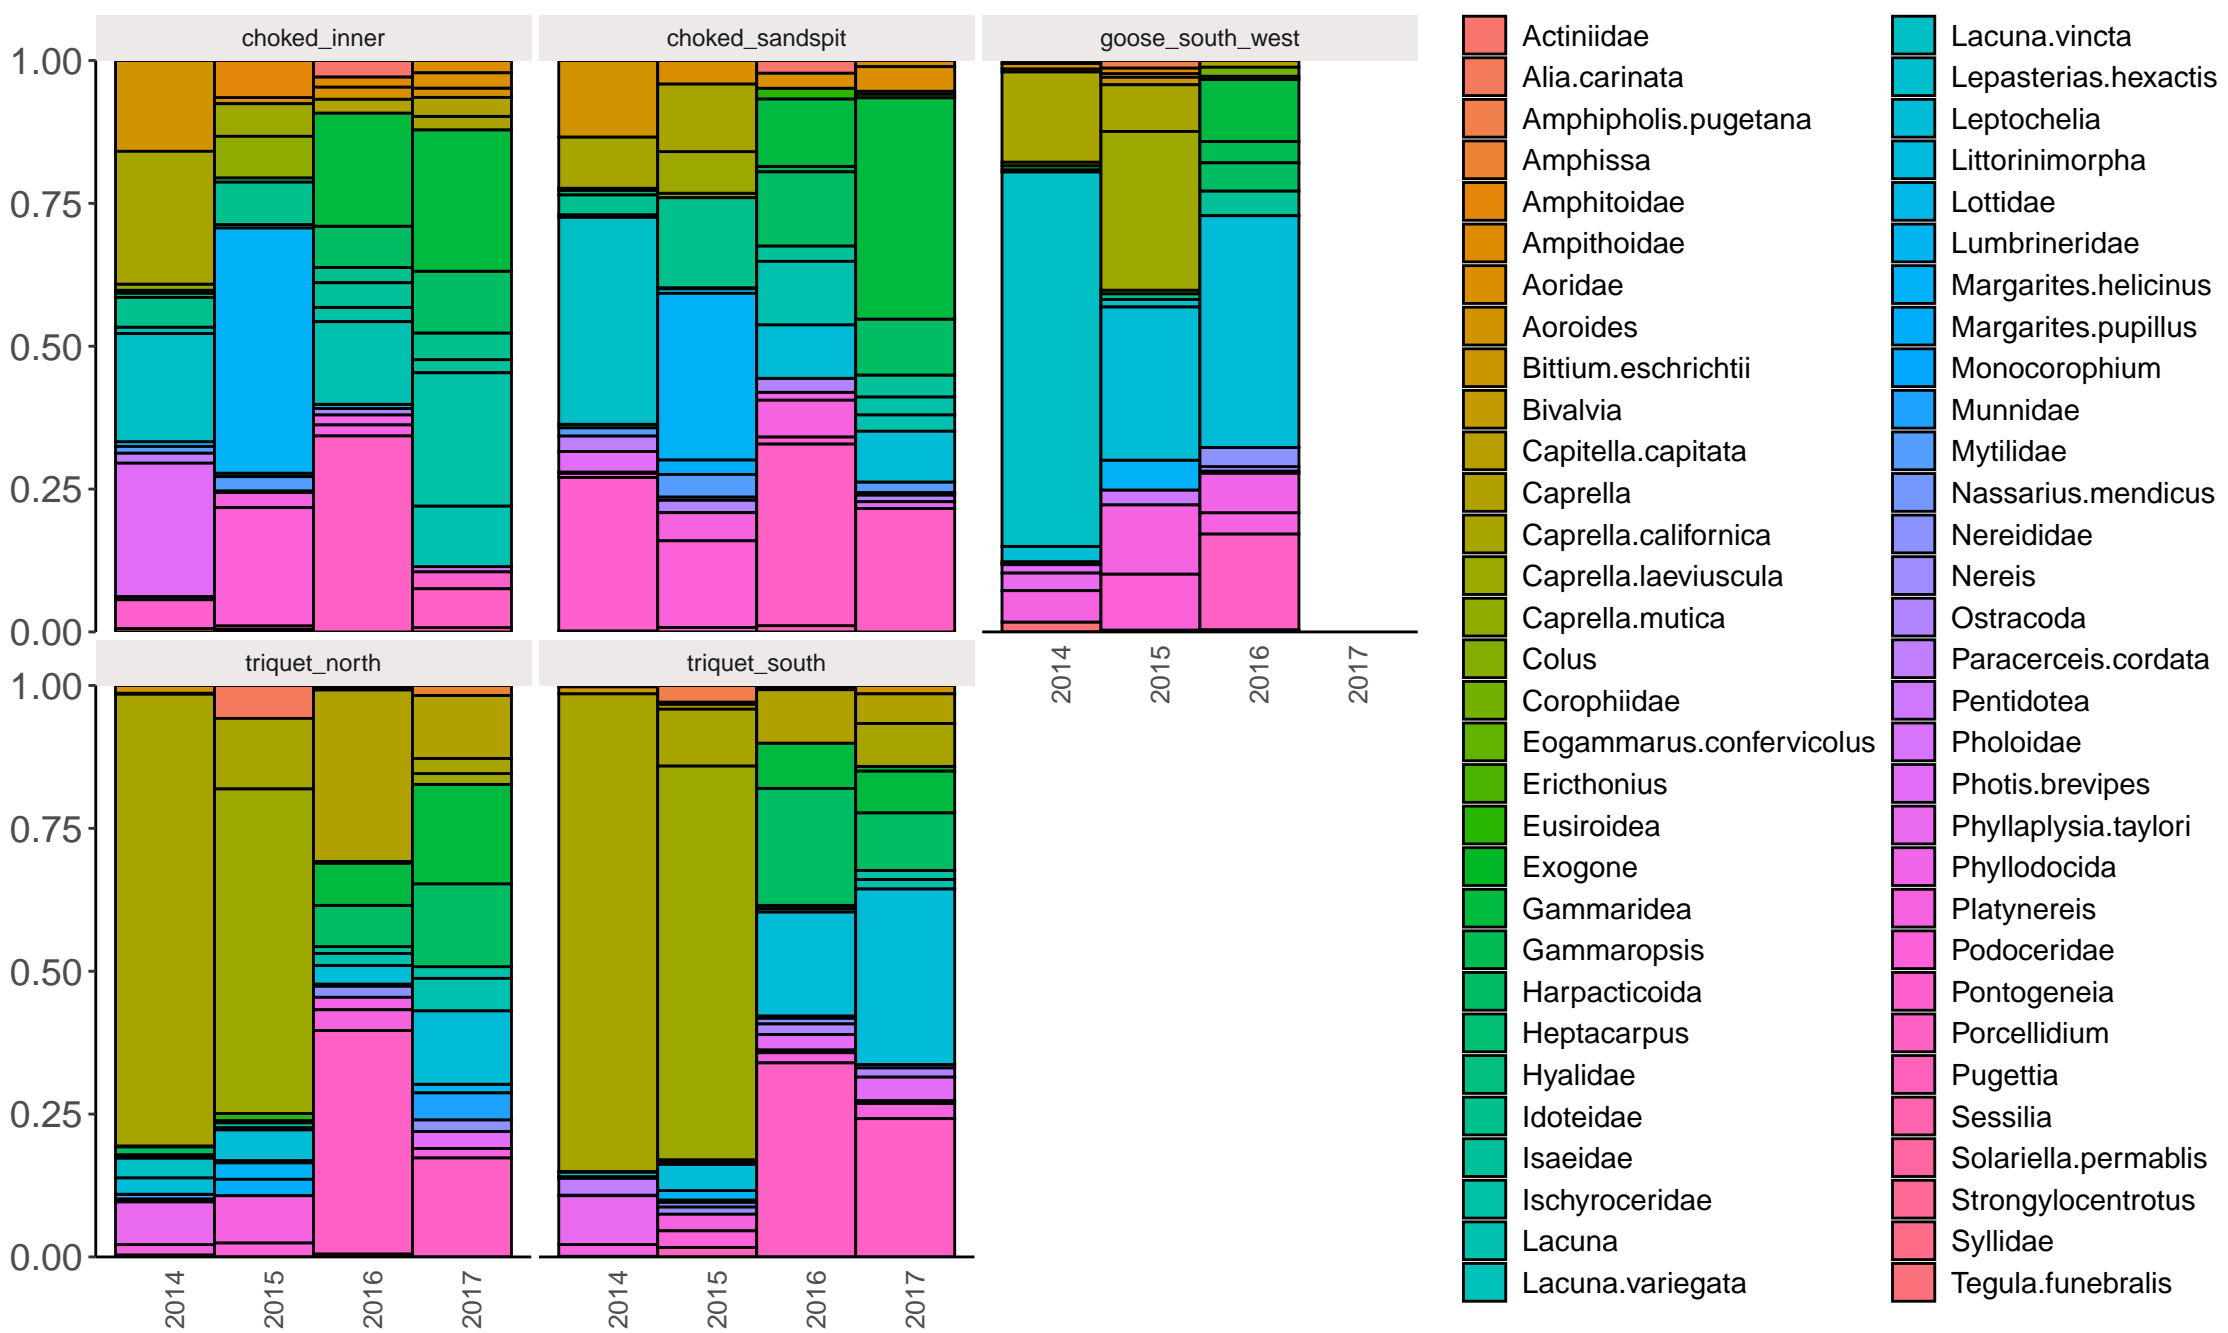 choked_inner
choked_sandspit
goose_south_west
1.00
0.75
0.50
0.25
0.00
2014
2015
2016
2017
triquet_north
triquet_south
1.00
0.75
0.50
0.25
0.00
2014
2015
2016
2017
2014
2015
2016
2017
Actiniidae
Alia.carinata
Amphipholis.pugetana
Amphissa
Amphitoidae
Ampithoidae
Aoridae
Aoroides
Bittium.eschrichtii
Bivalvia
Capitella.capitata
Caprella
Caprella.californica
Caprella.laeviuscula
Caprella.mutica
Colus
Corophiidae
Eogammarus.confervicolus
Ericthonius
Eusiroidea
Exogone
Gammaridea
Gammaropsis
Harpacticoida
Heptacarpus
Hyalidae
Idoteidae
Isaeidae
Ischyroceridae
Lacuna
Lacuna.variegata
Lacuna.vincta
Lepasterias.hexactis
Leptochelia
Littorinimorpha
Lottidae
Lumbrineridae
Margarites.helicinus
Margarites.pupillus
Monocorophium
Munnidae
Mytilidae
Nassarius.mendicus
Nereididae
Nereis
Ostracoda
Paracerceis.cordata
Pentidotea
Pholoidae
Photis.brevipes
Phyllaplysia.taylori
Phyllodocida
Platynereis
Podoceridae
Pontogeneia
Porcellidium
Pugettia
Sessilia
Solariella.permablis
Strongylocentrotus
Syllidae
Tegula.funebralis